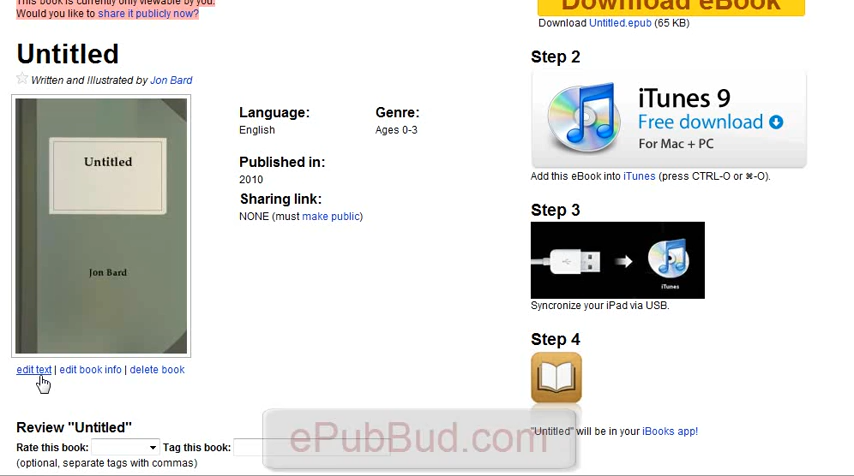 This book is currently only viewable by you.
Would you like to share it publicly now?
Untitled
Written and Illustrated by Jon Bard
Untitled
Jon Bard
edit text | edit book info | delete book
Language:
English
Genre:
Ages 0-3
Published in:
2010
Sharing link:
NONE (must make public)
Review "Untitled"
Rate this book:
Tag this book:
(optional, separate tags with commas)
Download eBook
Download Untitled.epub (65 KB)
Step 2
iTunes 9
Free download
For Mac + PC
Add this eBook into iTunes (press CTRL-O or ⌘-O).
Step 3
iTunes
Syncronize your iPad via USB.
Step 4
"Untitled" will be in your iBooks app!
ePubBud.com